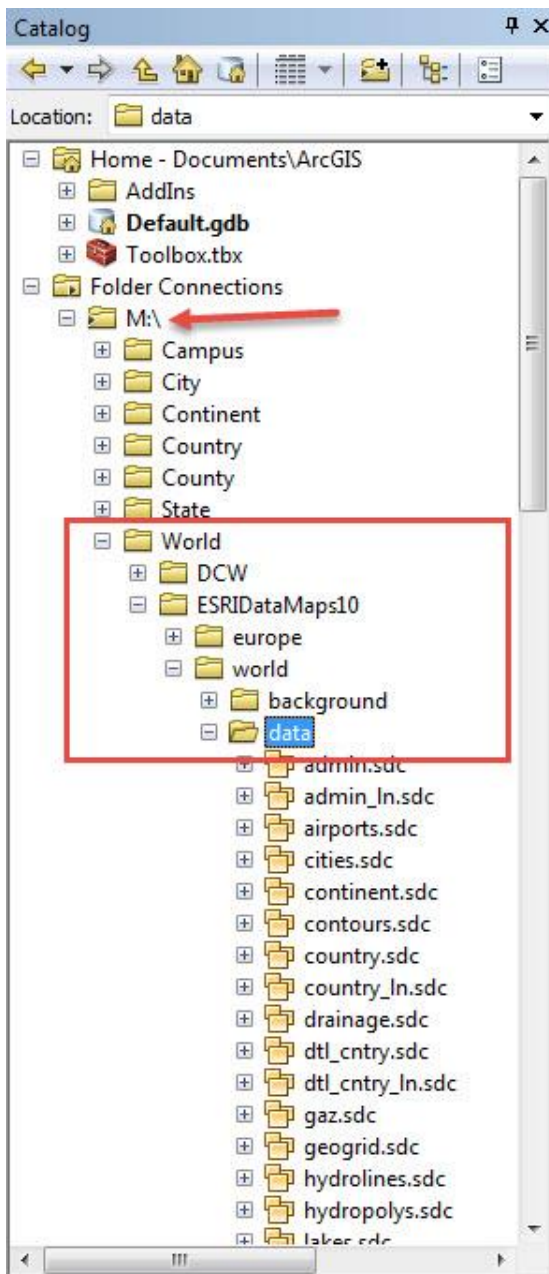 Catalog
Location: data
Home - Documents\ArcGIS
AddIns
Default.gdb
Toolbox.tbx
Folder Connections
M:\
Campus
City
Continent
Country
County
State
World
DCW
ESRIDataMaps10
europe
world
background
data
admin.sdc
admin_ln.sdc
airports.sdc
cities.sdc
continent.sdc
contours.sdc
country.sdc
country_ln.sdc
drainage.sdc
dtl_cntry.sdc
dtl_cntry_ln.sdc
gaz.sdc
geogrid.sdc
hydrolines.sdc
hydropolys.sdc
lakes.sdc